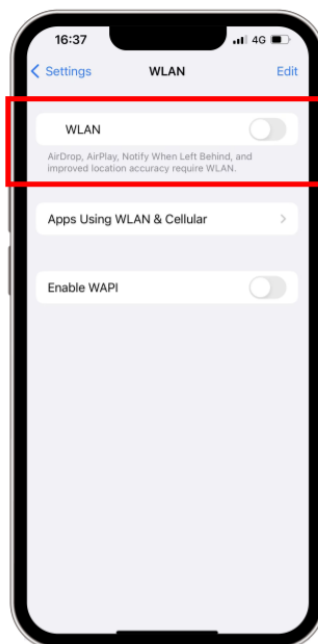 16:37
4G
Settings
WLAN
Edit
WLAN
AirDrop, AirPlay, Notify When Left Behind, and
improved location accuracy require WLAN.
Apps Using WLAN & Cellular
Enable WAPI